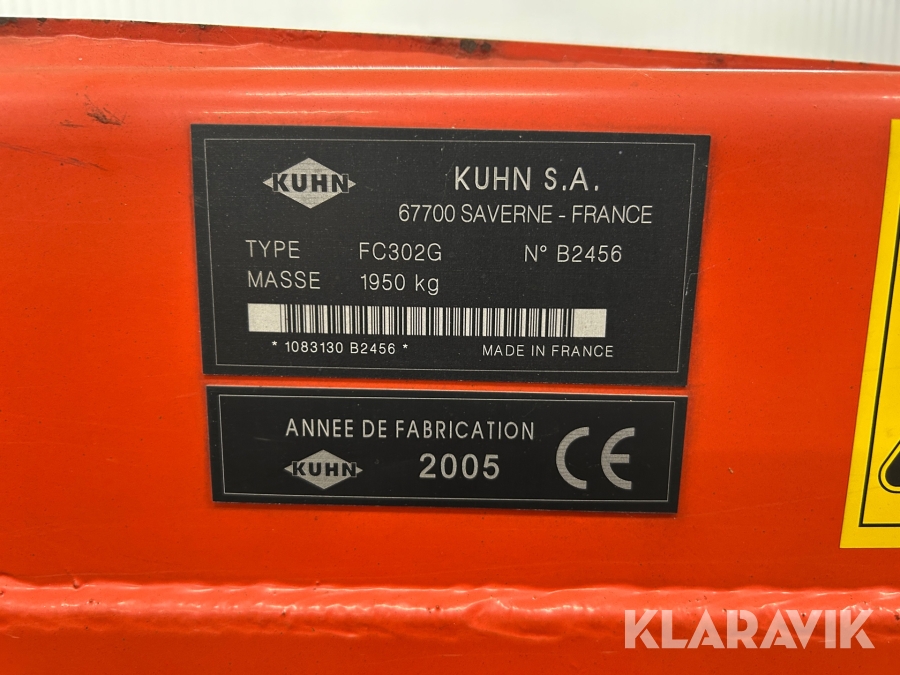 KUHN
KUHN S.A.
67700 SAVERNE - FRANCE
TYPE FC302G N° B2456
MASSE 1950 kg
* 1083130 B2456 *
MADE IN FRANCE
ANNEE DE FABRICATION
KUHN 2005 CE
KLARAVIK